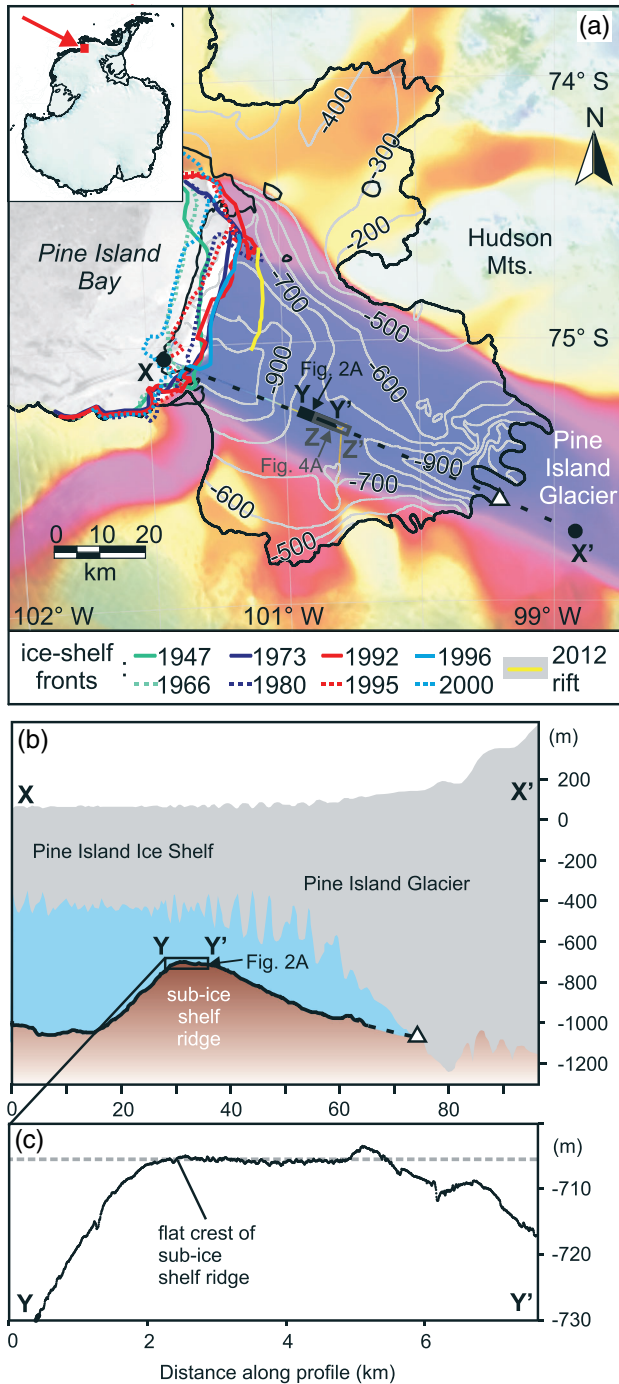 (a)
74° S
N
-400
-300
-200
Pine Island
Bay
Hudson
Mts.
-700
-500
75° S
X
-900
Fig. 2A
-600
Y Y'
Z Z'
Fig. 4A
-900
Pine
Island
Glacier
-700
-600
-500
X'
0 10 20
km
102° W 101° W 99° W
ice-shelf
fronts
:
1947 1973 1992 1996 2012
rift
1966 1980 1995 2000
(b)
(m)
X X'
200
0
Pine Island Ice Shelf
-200
Pine Island Glacier
-400
Y Y'
-600
Fig. 2A
-800
sub-ice
shelf
ridge
-1000
-1200
0 20 40 60 80
(c)
(m)
-710
flat crest of
sub-ice
shelf ridge
-720
Y Y'
-730
0 2 4 6
Distance along profile (km)